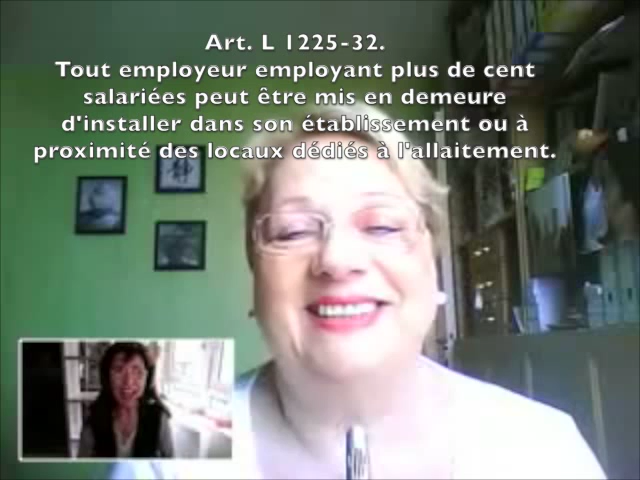 Art. L 1225-32.
Tout employeur employant plus de cent
salariées peut être mis en demeure
d'installer dans son établissement ou à
proximité des locaux dédiés à l'allaitement.